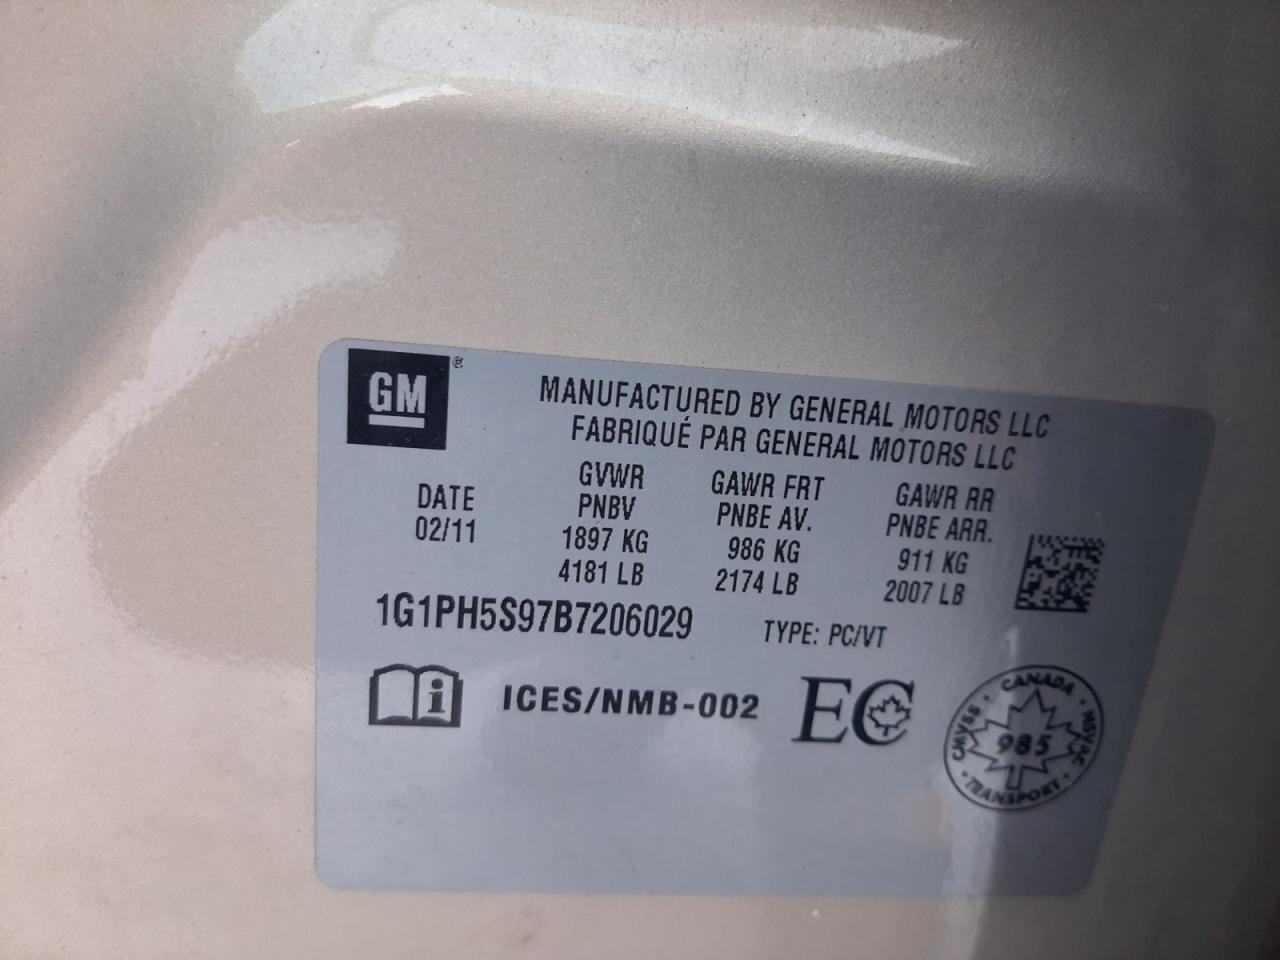 GM
®
MANUFACTURED BY GENERAL MOTORS LLC
FABRIQUÉ PAR GENERAL MOTORS LLC
DATE
02/11
GVWR
PNBV
1897 KG
4181 LB
GAWR FRT
PNBE AV.
986 KG
2174 LB
GAWR RR
PNBE ARR.
911 KG
2007 LB
1G1PH5S97B7206029
TYPE: PC/VT
i
ICES/NMB-002
EC
CANADA
CMVSS · NSVAC
985
TRANSPORT